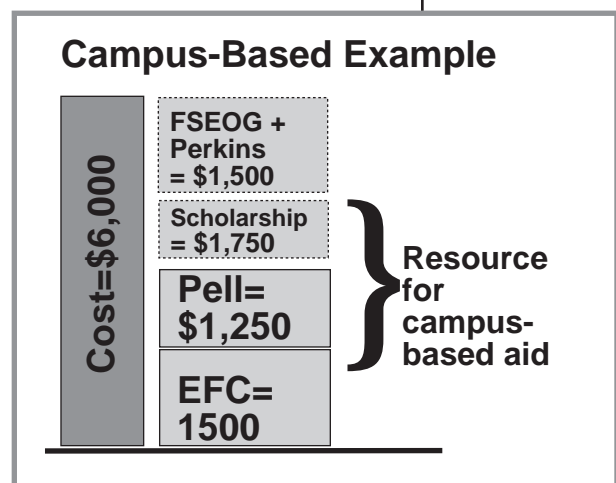 Campus-Based Example
Cost=$6,000
FSEOG +
Perkins
= $1,500
Scholarship
= $1,750
Pell=
$1,250
EFC=
1500
Resource
for
campus-
based aid